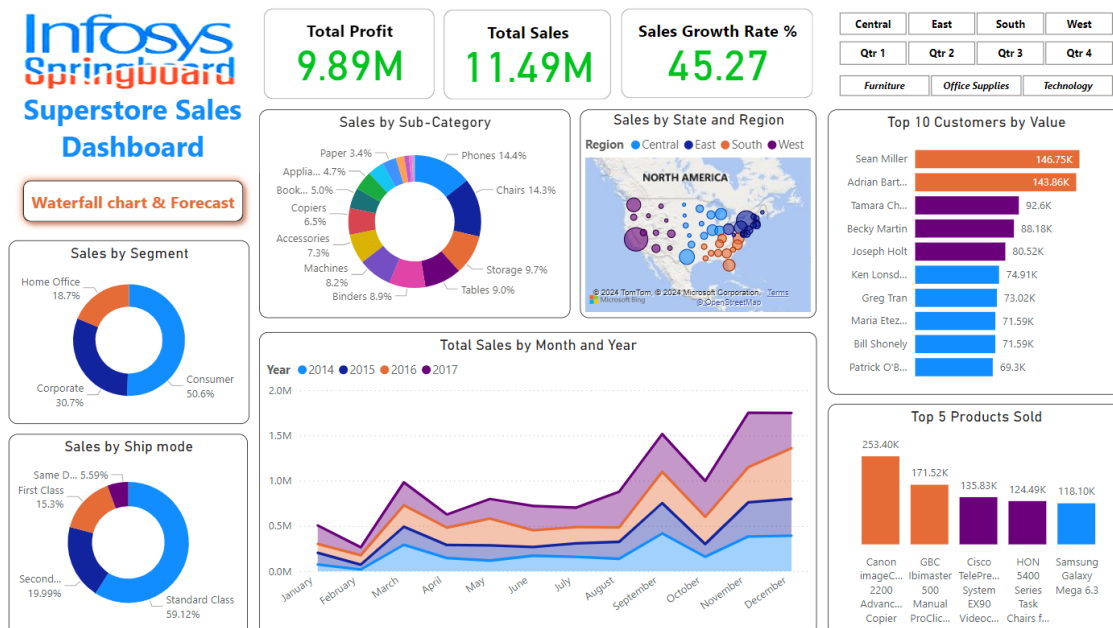 Infosys
Springboard
Superstore Sales
Dashboard
Waterfall chart & Forecast
Total Profit
9.89M
Total Sales
11.49M
Sales Growth Rate %
45.27
Central East South West
Qtr 1 Qtr 2 Qtr 3 Qtr 4
Furniture Office Supplies Technology
Sales by Segment
Home Office
18.7%
Corporate
30.7%
Consumer
50.6%
Sales by Ship mode
Same D... 5.59%
First Class
15.3%
Second...
19.99%
Standard Class
59.12%
Sales by Sub-Category
Paper 3.4%
Applia... 4.7%
Book... 5.0%
Copiers
6.5%
Accessories
7.3%
Machines
8.2%
Binders 8.9%
Phones 14.4%
Chairs 14.3%
Storage 9.7%
Tables 9.0%
Sales by State and Region
Region Central East South West
NORTH AMERICA
© 2024 TomTom, © 2024 Microsoft Corporation, Terms
Microsoft Bing
© OpenStreetMap
Total Sales by Month and Year
Year 2014 2015 2016 2017
2.0M
1.5M
1.0M
0.5M
0.0M
January
February
March
April
May
June
July
August
September
October
November
December
Top 10 Customers by Value
Sean Miller 146.75K
Adrian Bart... 143.86K
Tamara Ch... 92.6K
Becky Martin 88.18K
Joseph Holt 80.52K
Ken Lonsd... 74.91K
Greg Tran 73.02K
Maria Etez... 71.59K
Bill Shonely 71.59K
Patrick O'B... 69.3K
Top 5 Products Sold
253.40K
171.52K
135.83K
124.49K
118.10K
Canon
imageC...
2200
Advanc...
Copier
GBC
Ibimaster
500
Manual
ProClic...
Cisco
TelePre...
System
EX90
Videoc...
HON
5400
Series
Task
Chairs f...
Samsung
Galaxy
Mega 6.3